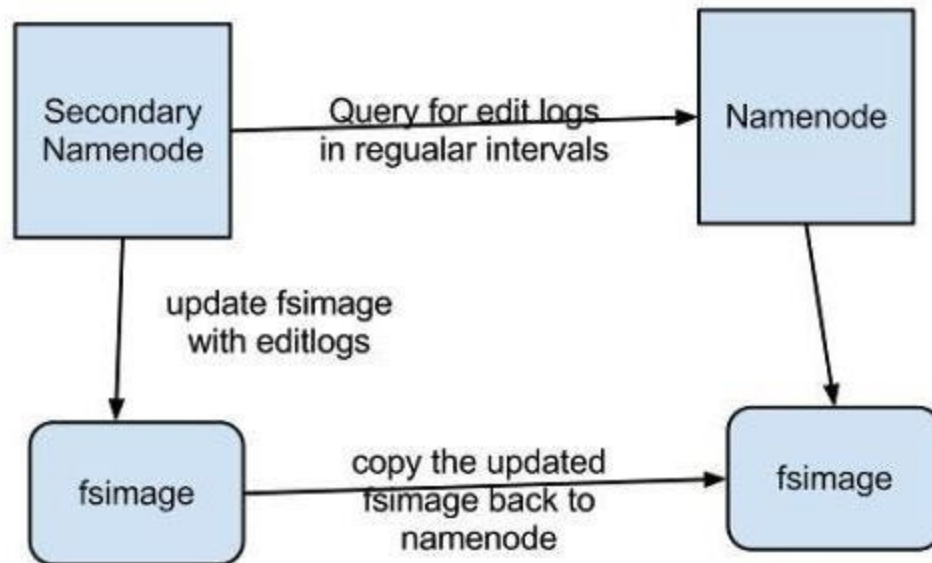 Secondary
Namenode
Query for edit logs
in regualar intervals
Namenode
update fsimage
with editlogs
fsimage
copy the updated
fsimage back to
namenode
fsimage